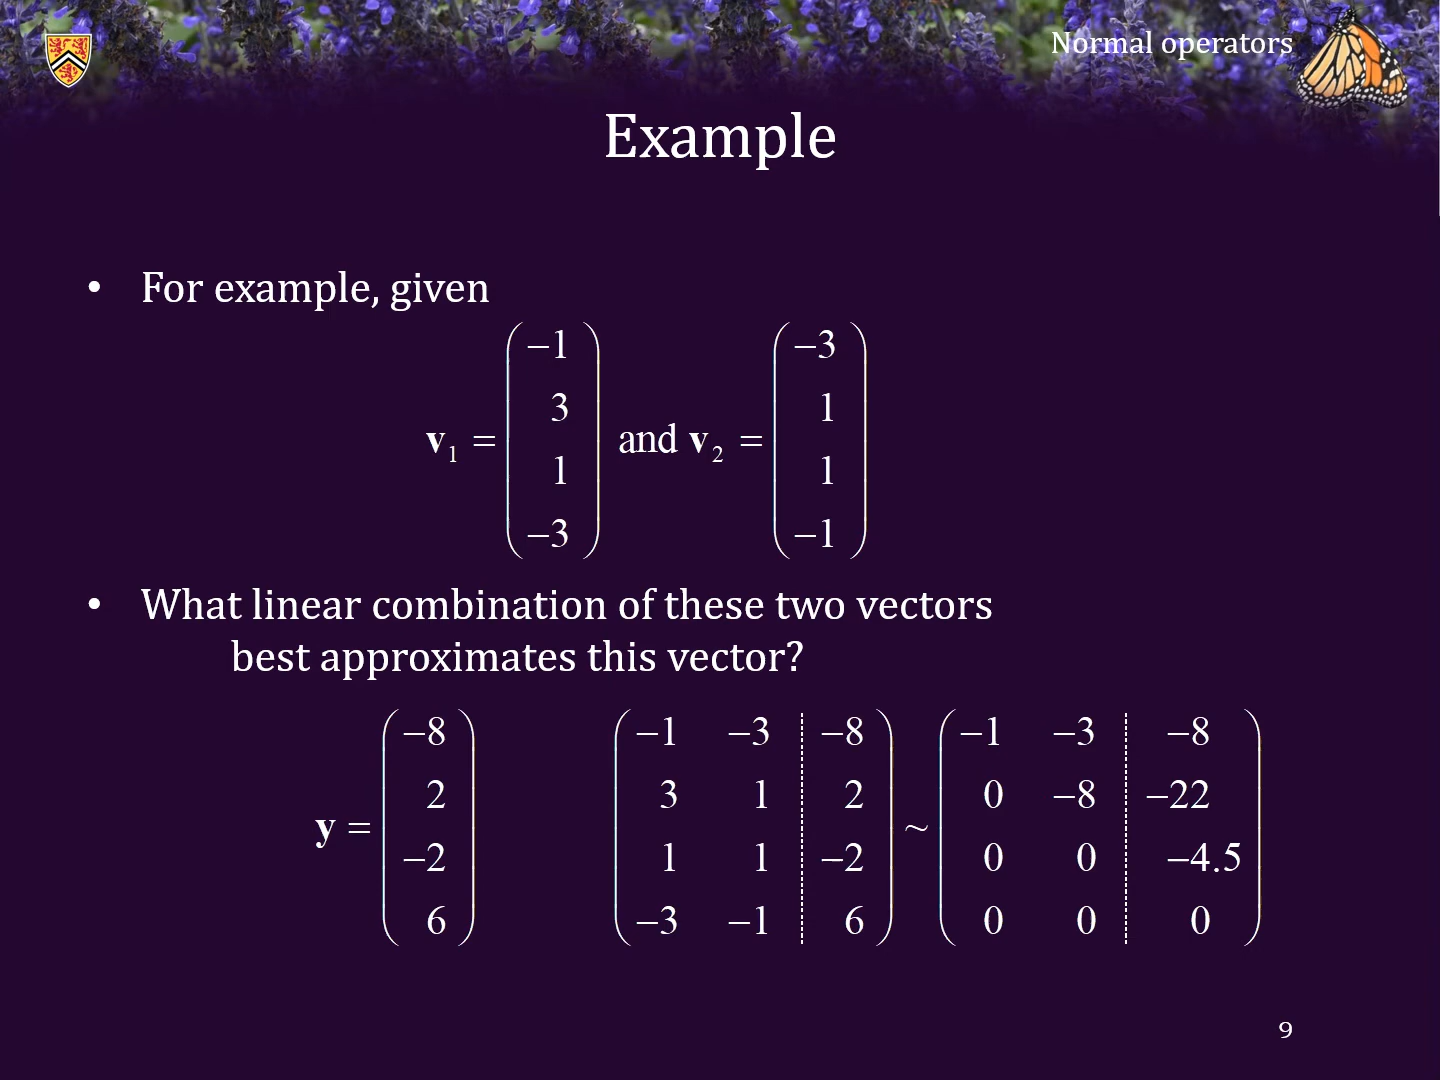 Normal operators
Example
• For example, given
v₁ = (−1 3 1 −3) and v₂ = (−3 1 1 −1)
• What linear combination of these two vectors
best approximates this vector?
y = (−8 2 −2 6)
(−1 −3 | −8
3 1 | 2
1 1 | −2
−3 −1 | 6)
~
(−1 −3 | −8
0 −8 | −22
0 0 | −4.5
0 0 | 0)
9